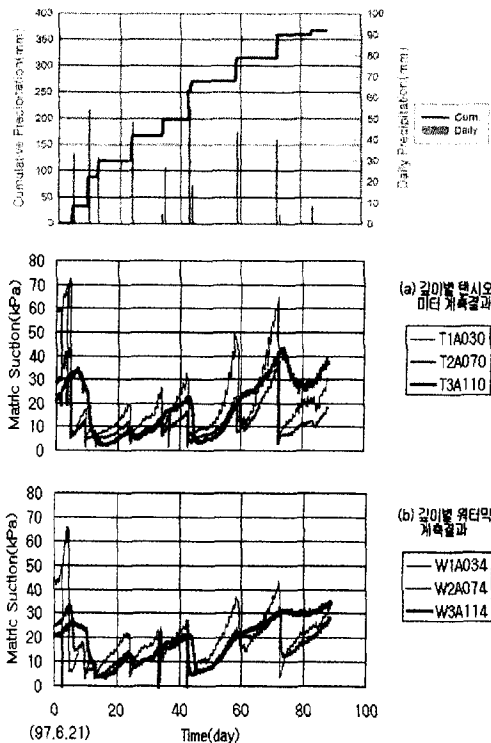 400
350
300
250
200
150
100
50
0
Cumulative Precipitation(mm)
100
90
80
70
60
50
40
30
20
10
0
Daily Precipitation(mm)
Cum.
Daily
80
70
60
50
40
30
20
10
0
Matric Suction(kPa)
(a) 깊이별 텐시오
미터 계측결과
T1A030
T2A070
T3A110
80
70
60
50
40
30
20
10
0
Matric Suction(kPa)
(b) 깊이별 워터믹
계측결과
W1A034
W2A074
W3A114
0 20 40 60 80 100
(97.6.21) Time(day)